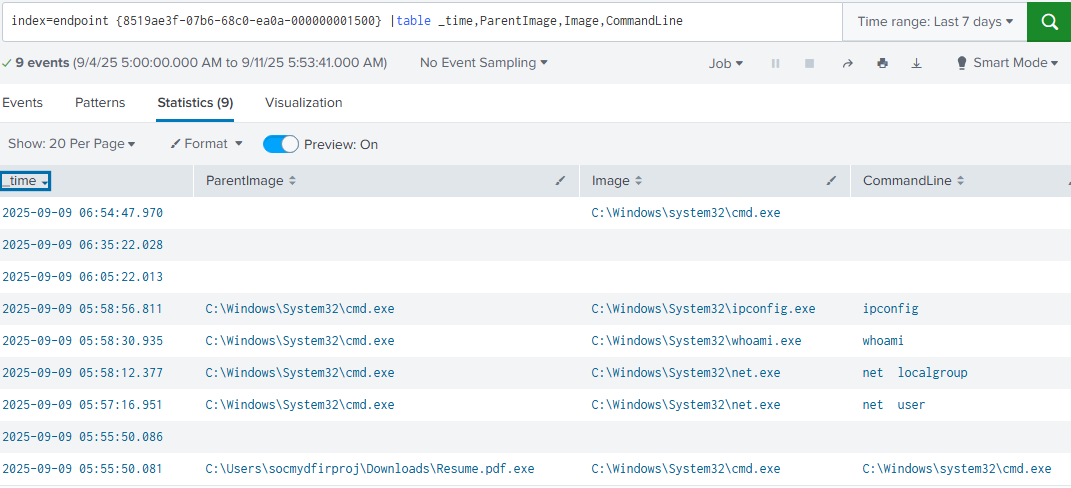 index=endpoint {8519ae3f-07b6-68c0-ea0a-000000001500} |table _time,ParentImage,Image,CommandLine Time range: Last 7 days
9 events (9/4/25 5:00:00.000 AM to 9/11/25 5:53:41.000 AM) No Event Sampling Job Smart Mode
Events Patterns Statistics (9) Visualization
Show: 20 Per Page Format Preview: On
_time ParentImage Image CommandLine
2025-09-09 06:54:47.970 C:\Windows\system32\cmd.exe
2025-09-09 06:35:22.028
2025-09-09 06:05:22.013
2025-09-09 05:58:56.811 C:\Windows\System32\cmd.exe C:\Windows\System32\ipconfig.exe ipconfig
2025-09-09 05:58:30.935 C:\Windows\System32\cmd.exe C:\Windows\System32\whoami.exe whoami
2025-09-09 05:58:12.377 C:\Windows\System32\cmd.exe C:\Windows\System32\net.exe net  localgroup
2025-09-09 05:57:16.951 C:\Windows\System32\cmd.exe C:\Windows\System32\net.exe net  user
2025-09-09 05:55:50.086
2025-09-09 05:55:50.081 C:\Users\socmydfirproj\Downloads\Resume.pdf.exe C:\Windows\System32\cmd.exe C:\Windows\system32\cmd.exe